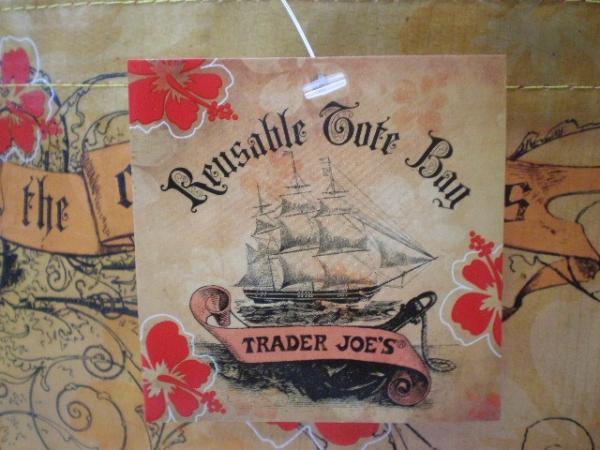 Reusable Tote Bag
the
TRADER JOE'S®